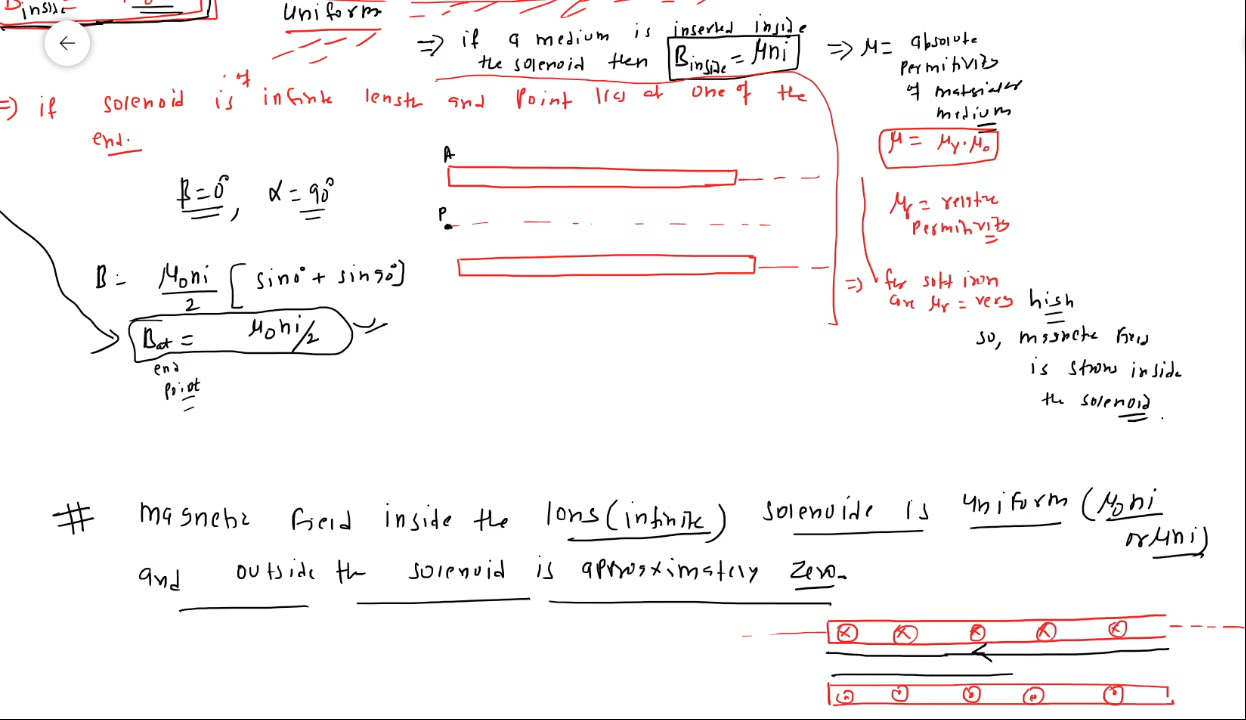 Binside
uniform
⇒ if a medium is inserted inside
the solenoid then Binside = μni
⇒ μ = absolute
permitivity
of material
medium
μ = μr·μ0
μr = relative
permitivity
⇒ for soft iron
are μr = very high
so, magnetic field
is strong inside
the solenoid.
⇒ if solenoid is of infinite length and Point lies at one of the
end.
β=0°, α=90°
A
P
B = μ0ni/2 [sin0° + sin90°]
Bat = μ0ni/2
end
point
# magnetic field inside the long (infinite) solenoide is uniform (μ0ni
or μni)
and outside the solenoid is approximately zero.